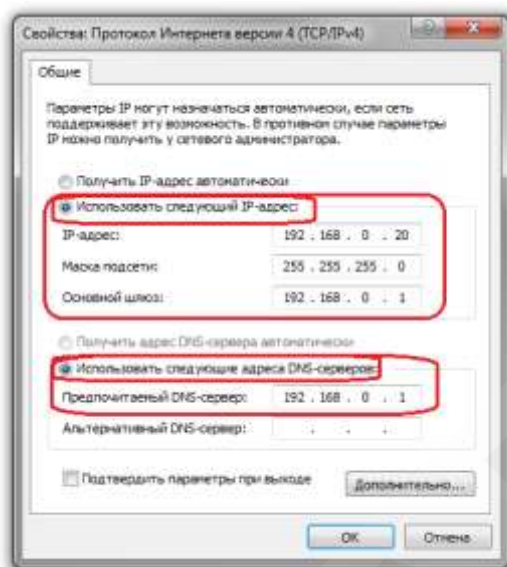 Свойства: Протокол Интернета версии 4 (TCP/IPv4)
Общие
Параметры IP могут назначаться автоматически, если сеть
поддерживает эту возможность. В противном случае параметры
IP можно получить у сетевого администратора.
Получить IP-адрес автоматически
Использовать следующий IP-адрес:
IP-адрес: 192 . 168 . 0 . 20
Маска подсети: 255 . 255 . 255 . 0
Основной шлюз: 192 . 168 . 0 . 1
Получить адрес DNS-сервера автоматически
Использовать следующие адреса DNS-серверов:
Предпочитаемый DNS-сервер: 192 . 168 . 0 . 1
Альтернативный DNS-сервер: . . .
Подтвердить параметры при выходе
Дополнительно...
ОК Отмена